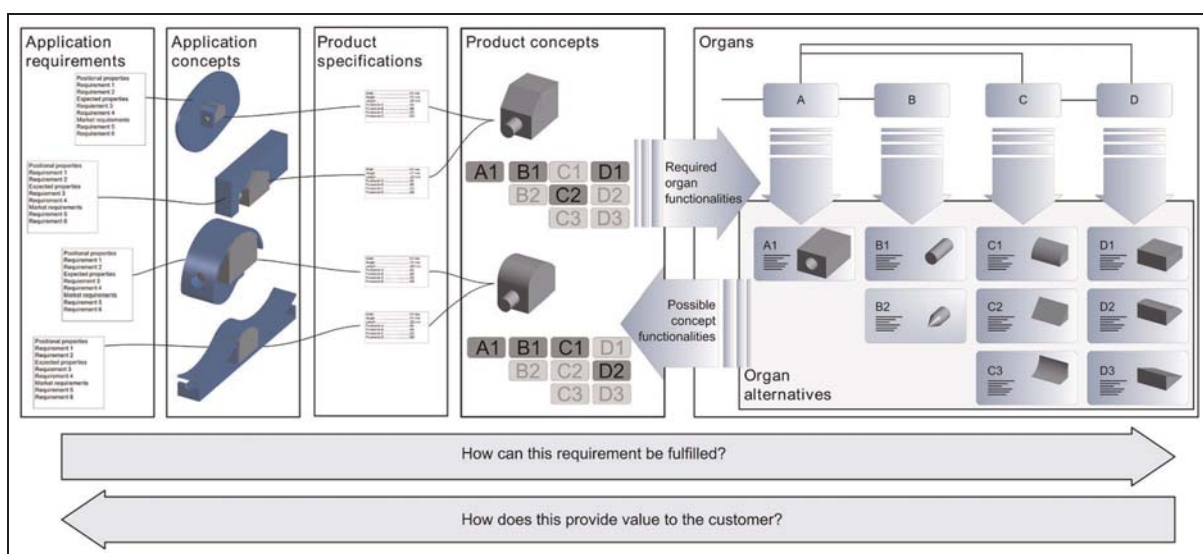 Application
requirements
Positional properties
Requirement 1
Requirement 2
Expected properties
Requirement 3
Requirement 4
Market requirements
Requirement 5
Requirement 6
Positional properties
Requirement 1
Requirement 2
Expected properties
Requirement 3
Requirement 4
Market requirements
Requirement 5
Requirement 6
Positional properties
Requirement 1
Requirement 2
Expected properties
Requirement 3
Requirement 4
Market requirements
Requirement 5
Requirement 6
Positional properties
Requirement 1
Requirement 2
Expected properties
Requirement 3
Requirement 4
Market requirements
Requirement 5
Requirement 6
Application
concepts
Product
specifications
Product concepts
A1 B1 C1 D1
B2 C2 D2
C3 D3
A1 B1 C1 D1
B2 C2 D2
C3 D3
Required
organ
functionalities
Possible
concept
functionalities
Organs
A B C D
A1 B1 C1 D1
B2 C2 D2
C3 D3
Organ
alternatives
How can this requirement be fulfilled?
How does this provide value to the customer?